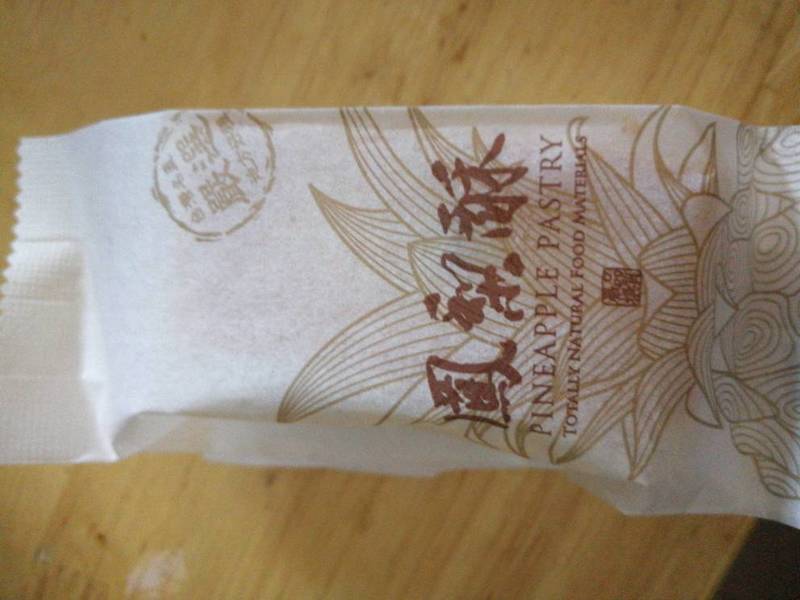 鳳梨酥
PINEAPPLE PASTRY
TOTALLY NATURAL FOOD MATERIALS